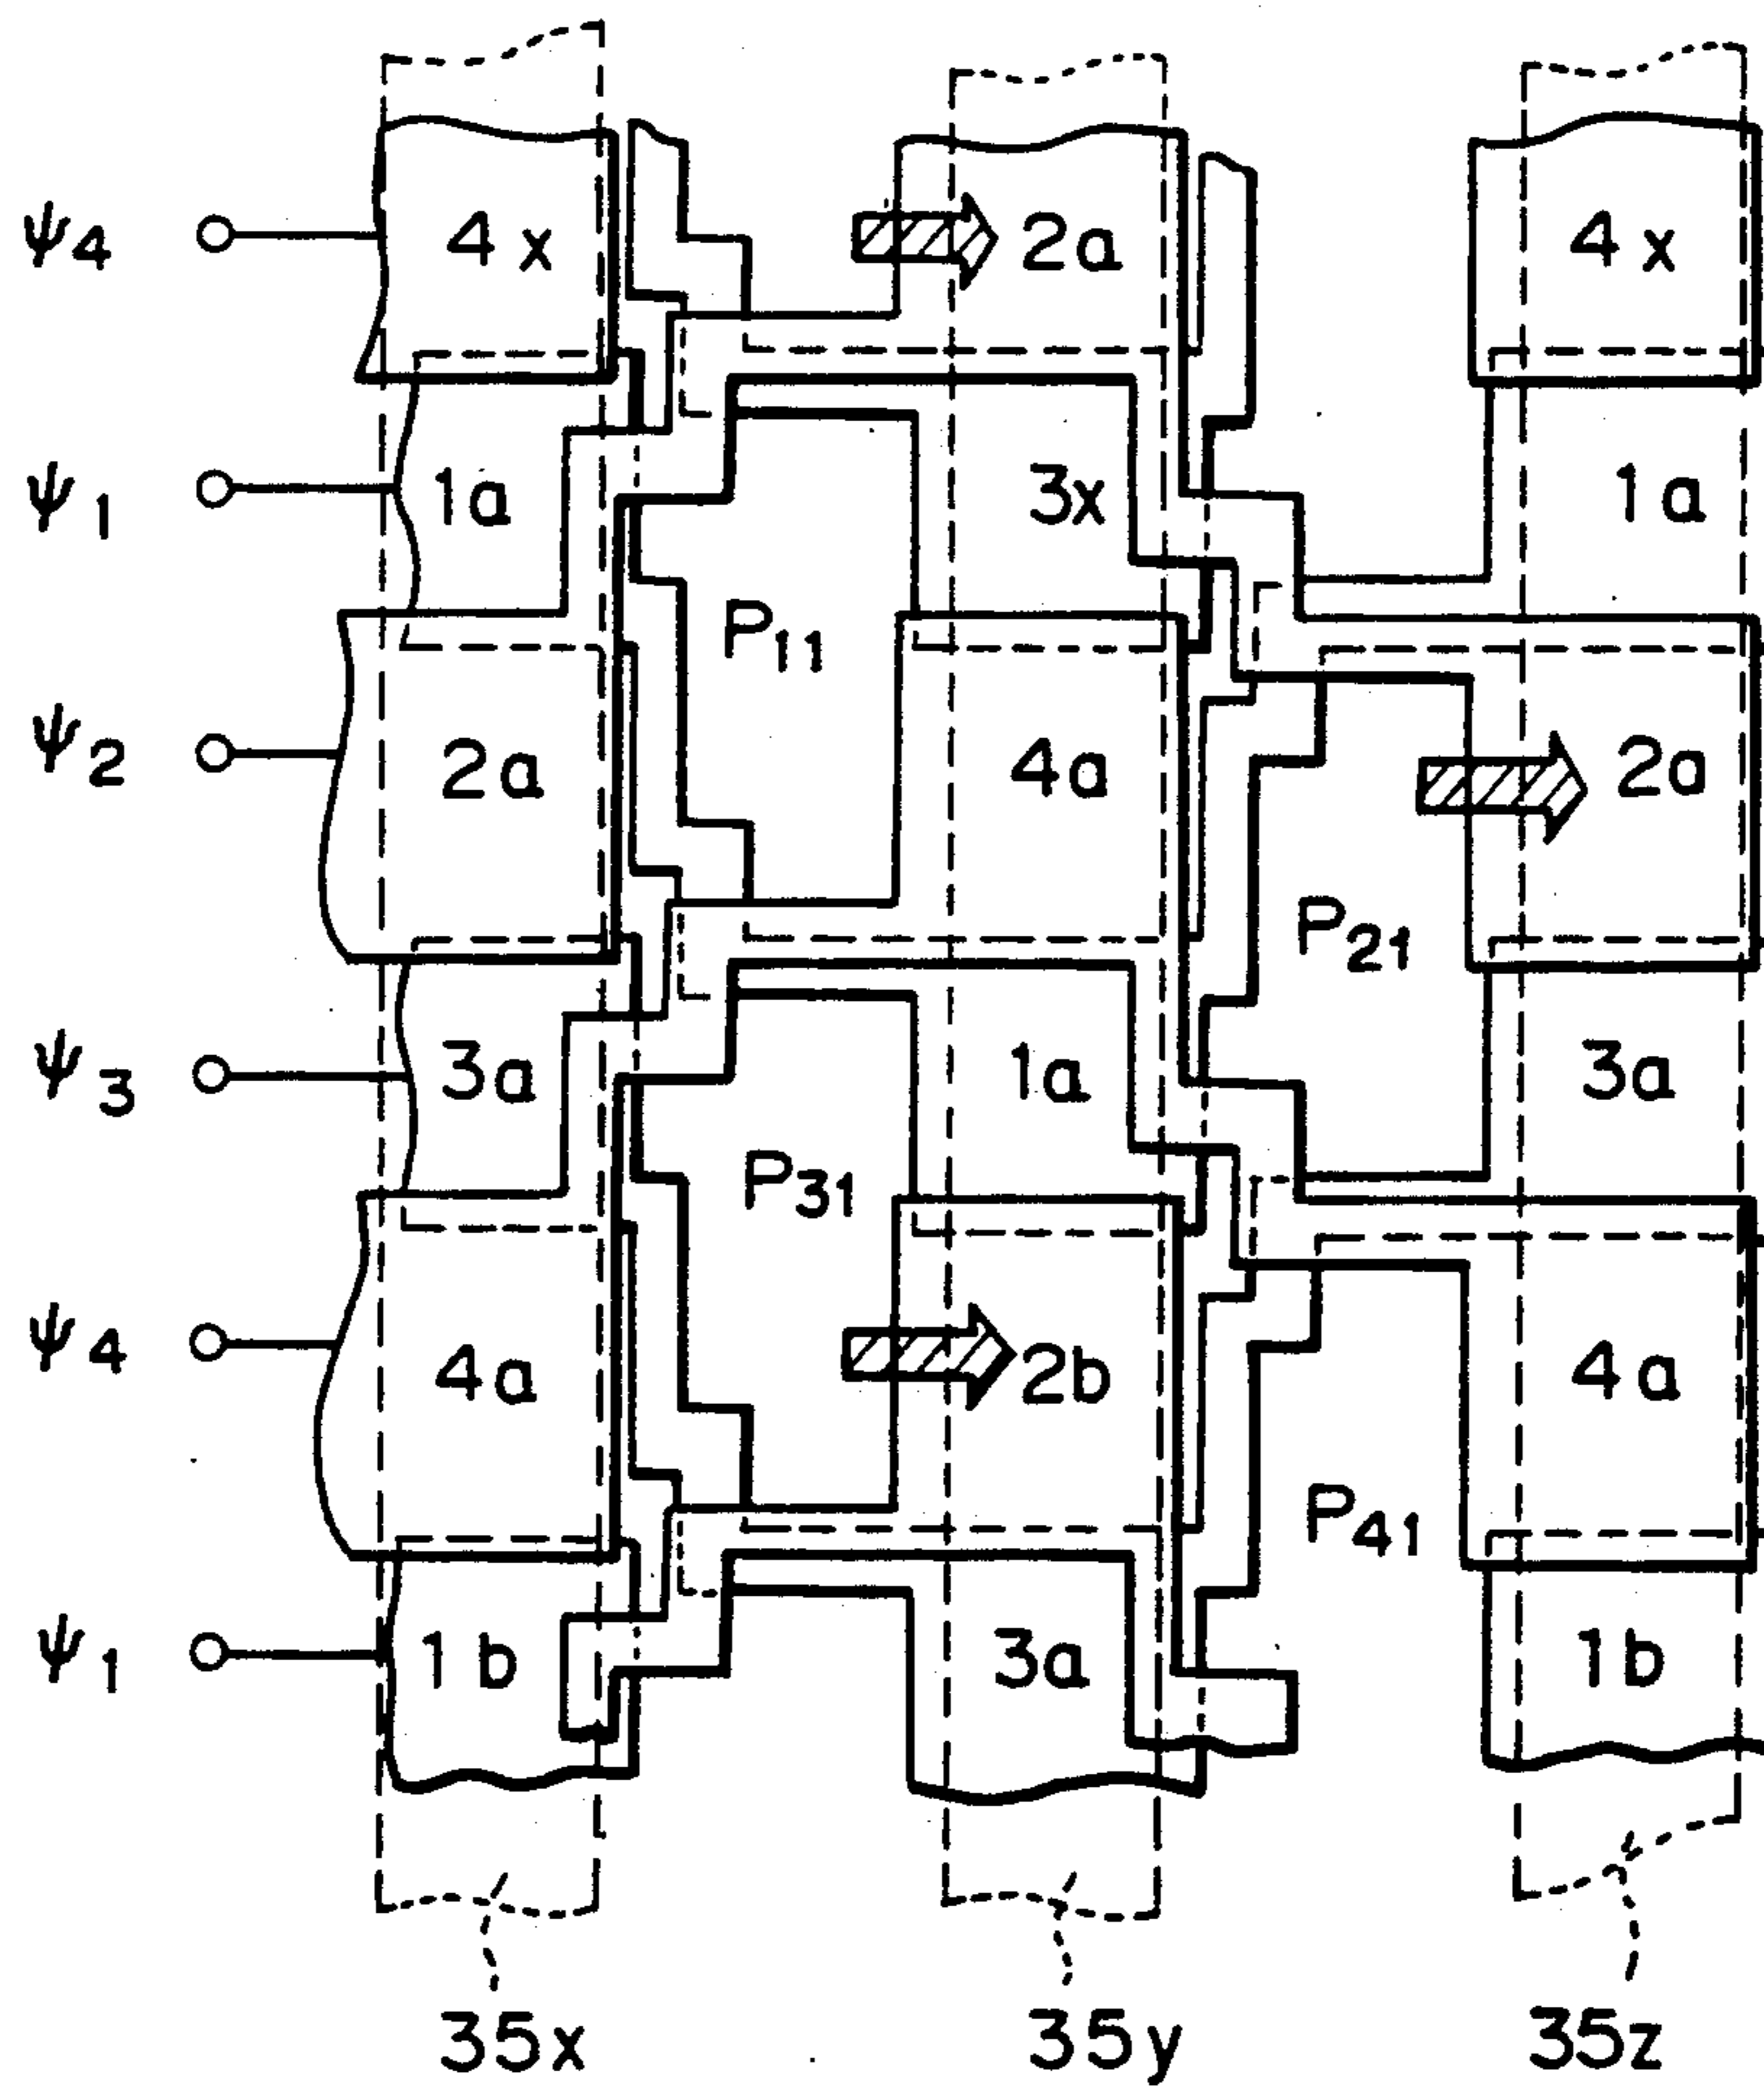 ψ4 4x 2a 4x
ψ1 1a 3x 1a
P11
ψ2 2a 4a 2a
P21
ψ3 3a 1a 3a
P31
ψ4 4a 2b 4a
P41
ψ1 1b 3a 1b
35x 35y 35z